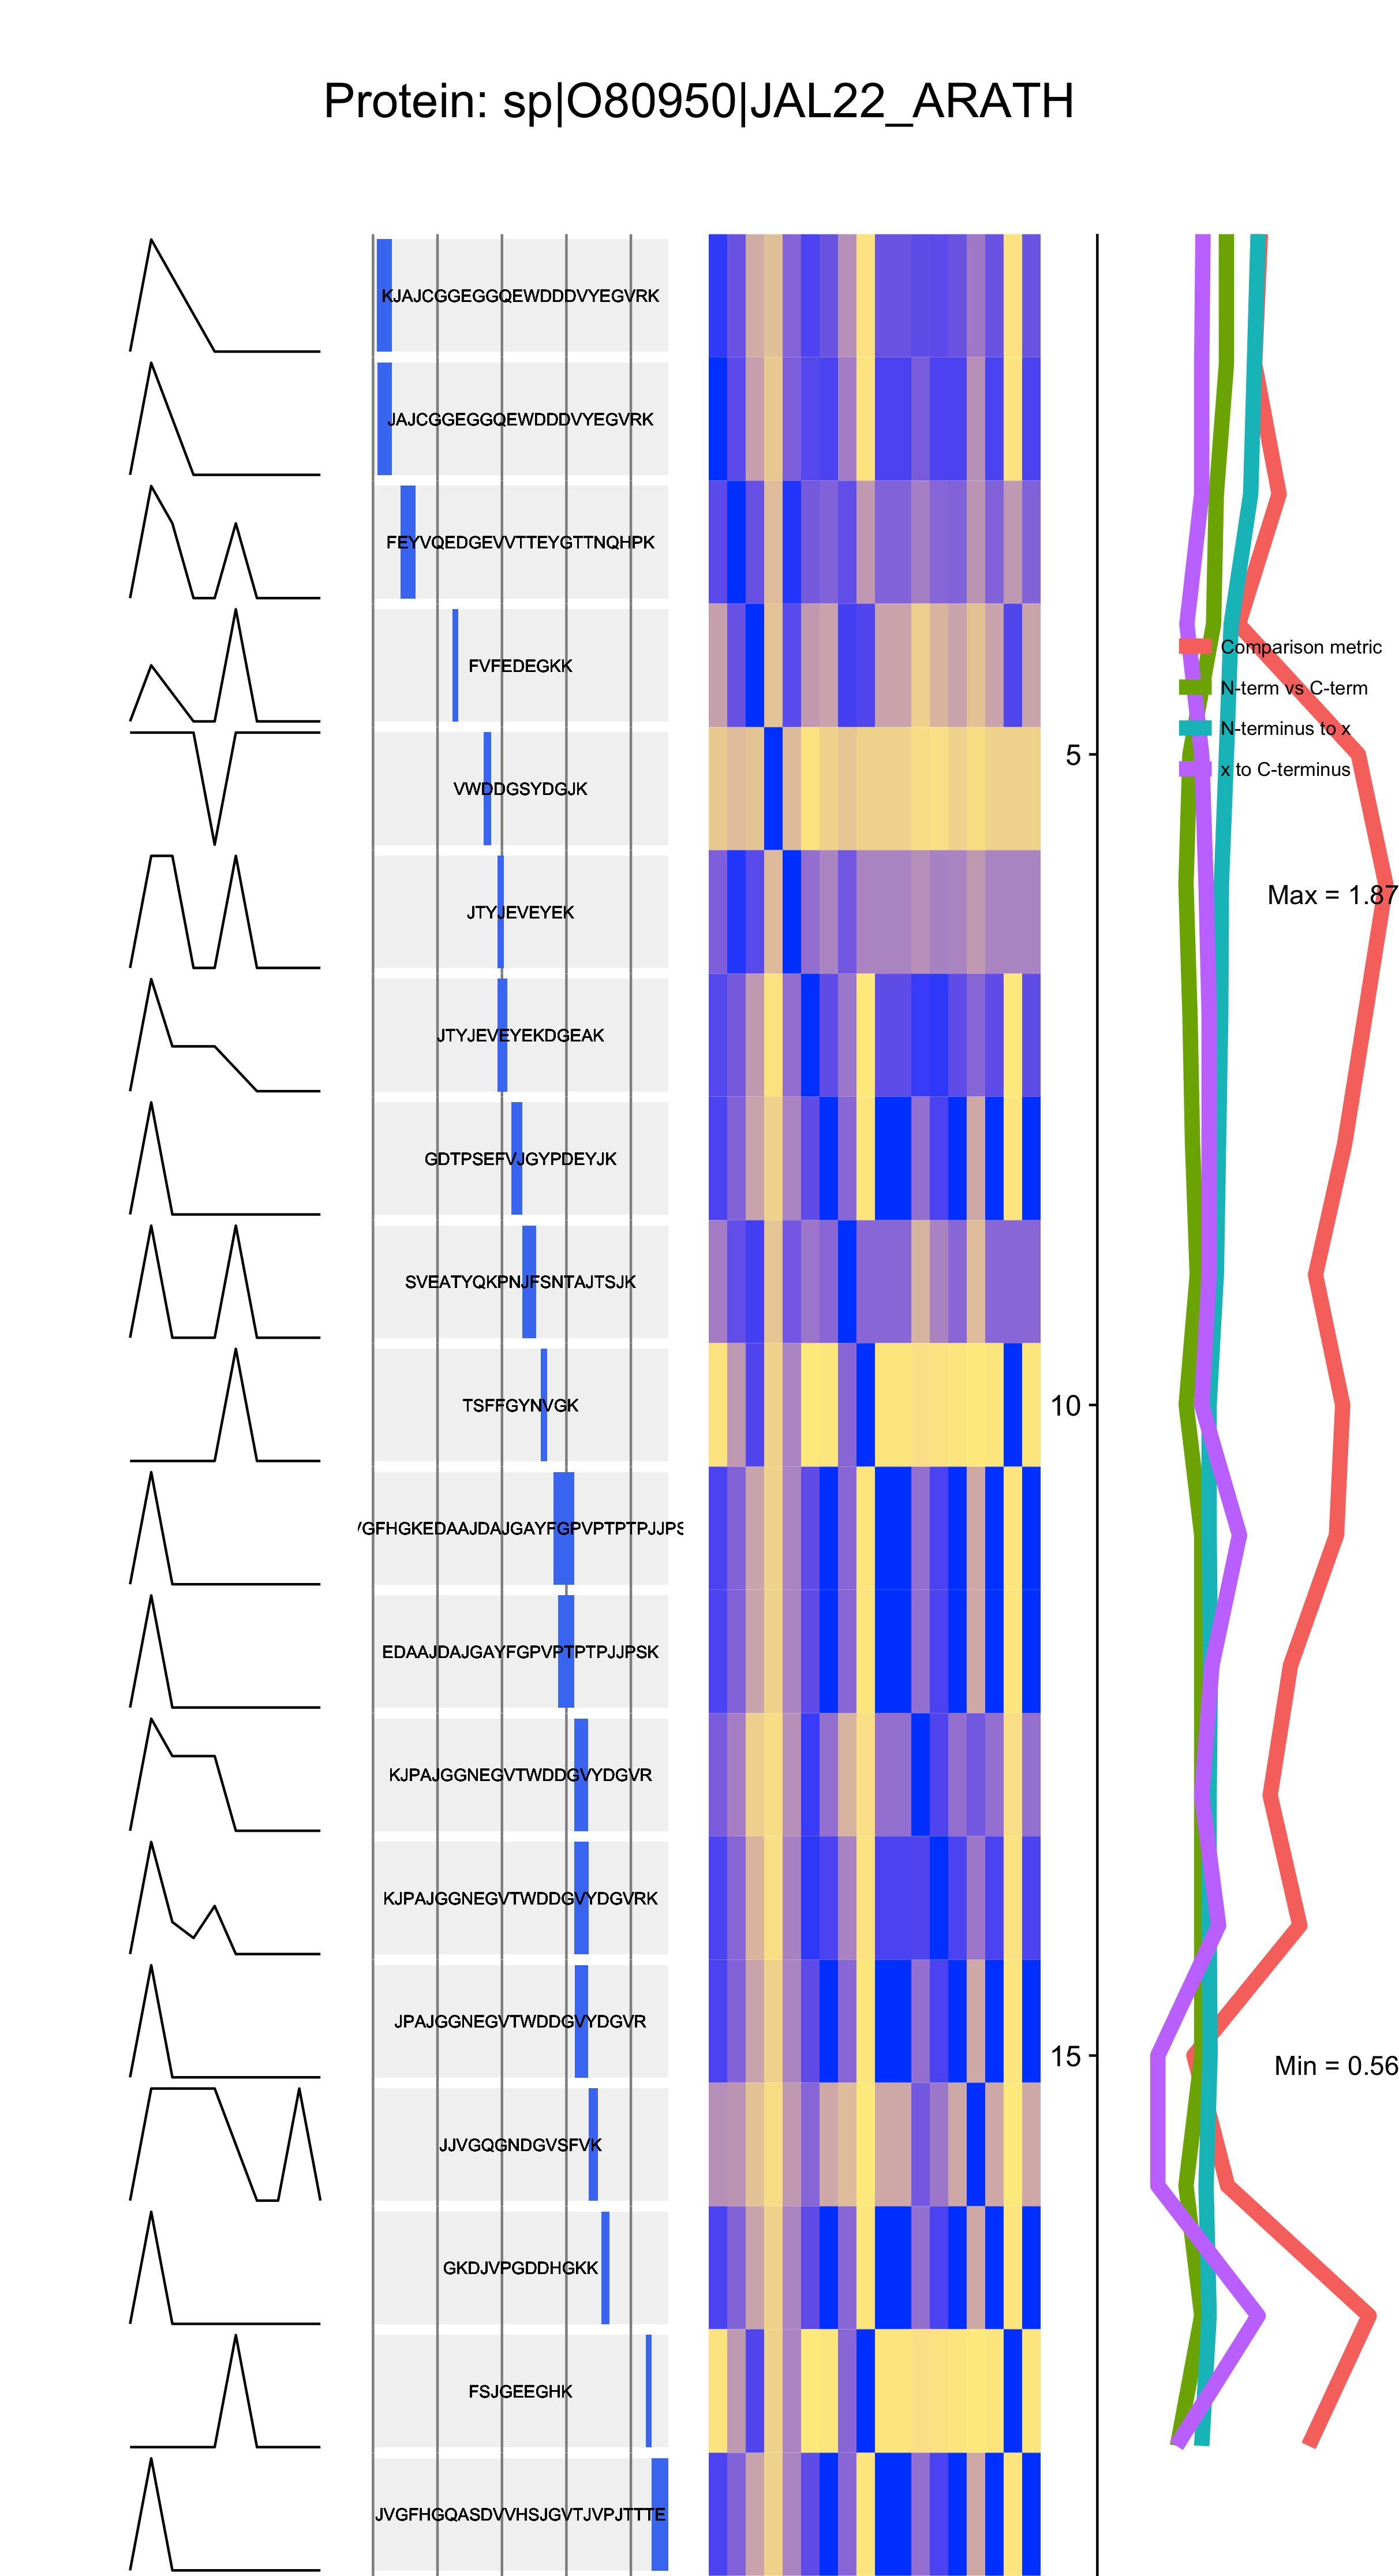 Protein: sp|O80950|JAL22_ARATH
KJAJCGGEGGQEWDDDVYEGVRK
JAJCGGEGGQEWDDDVYEGVRK
FEYVQEDGEVVTTEYGTTNQHPK
FVFEDEGKK
Comparison metric
N-term vs C-term
N-terminus to x
x to C-terminus
5
VWDDGSYDGJK
Max = 1.87
JTYJEVEYEK
JTYJEVEYEKDGEAK
GDTPSEFVJGYPDEYJK
SVEATYQKPNJFSNTAJTSJK
TSFFGYNVGK
10
VGFHGKEDAAJDAJGAYFGPVPTPTPJJPS
EDAAJDAJGAYFGPVPTPTPJJPSK
KJPAJGGNEGVTWDDGVYDGVR
KJPAJGGNEGVTWDDGVYDGVRK
JPAJGGNEGVTWDDGVYDGVR
15
Min = 0.56
JJVGQGNDGVSFVK
GKDJVPGDDHGKK
FSJGEEGHK
JVGFHGQASDVVHSJGVTJVPJTTTE